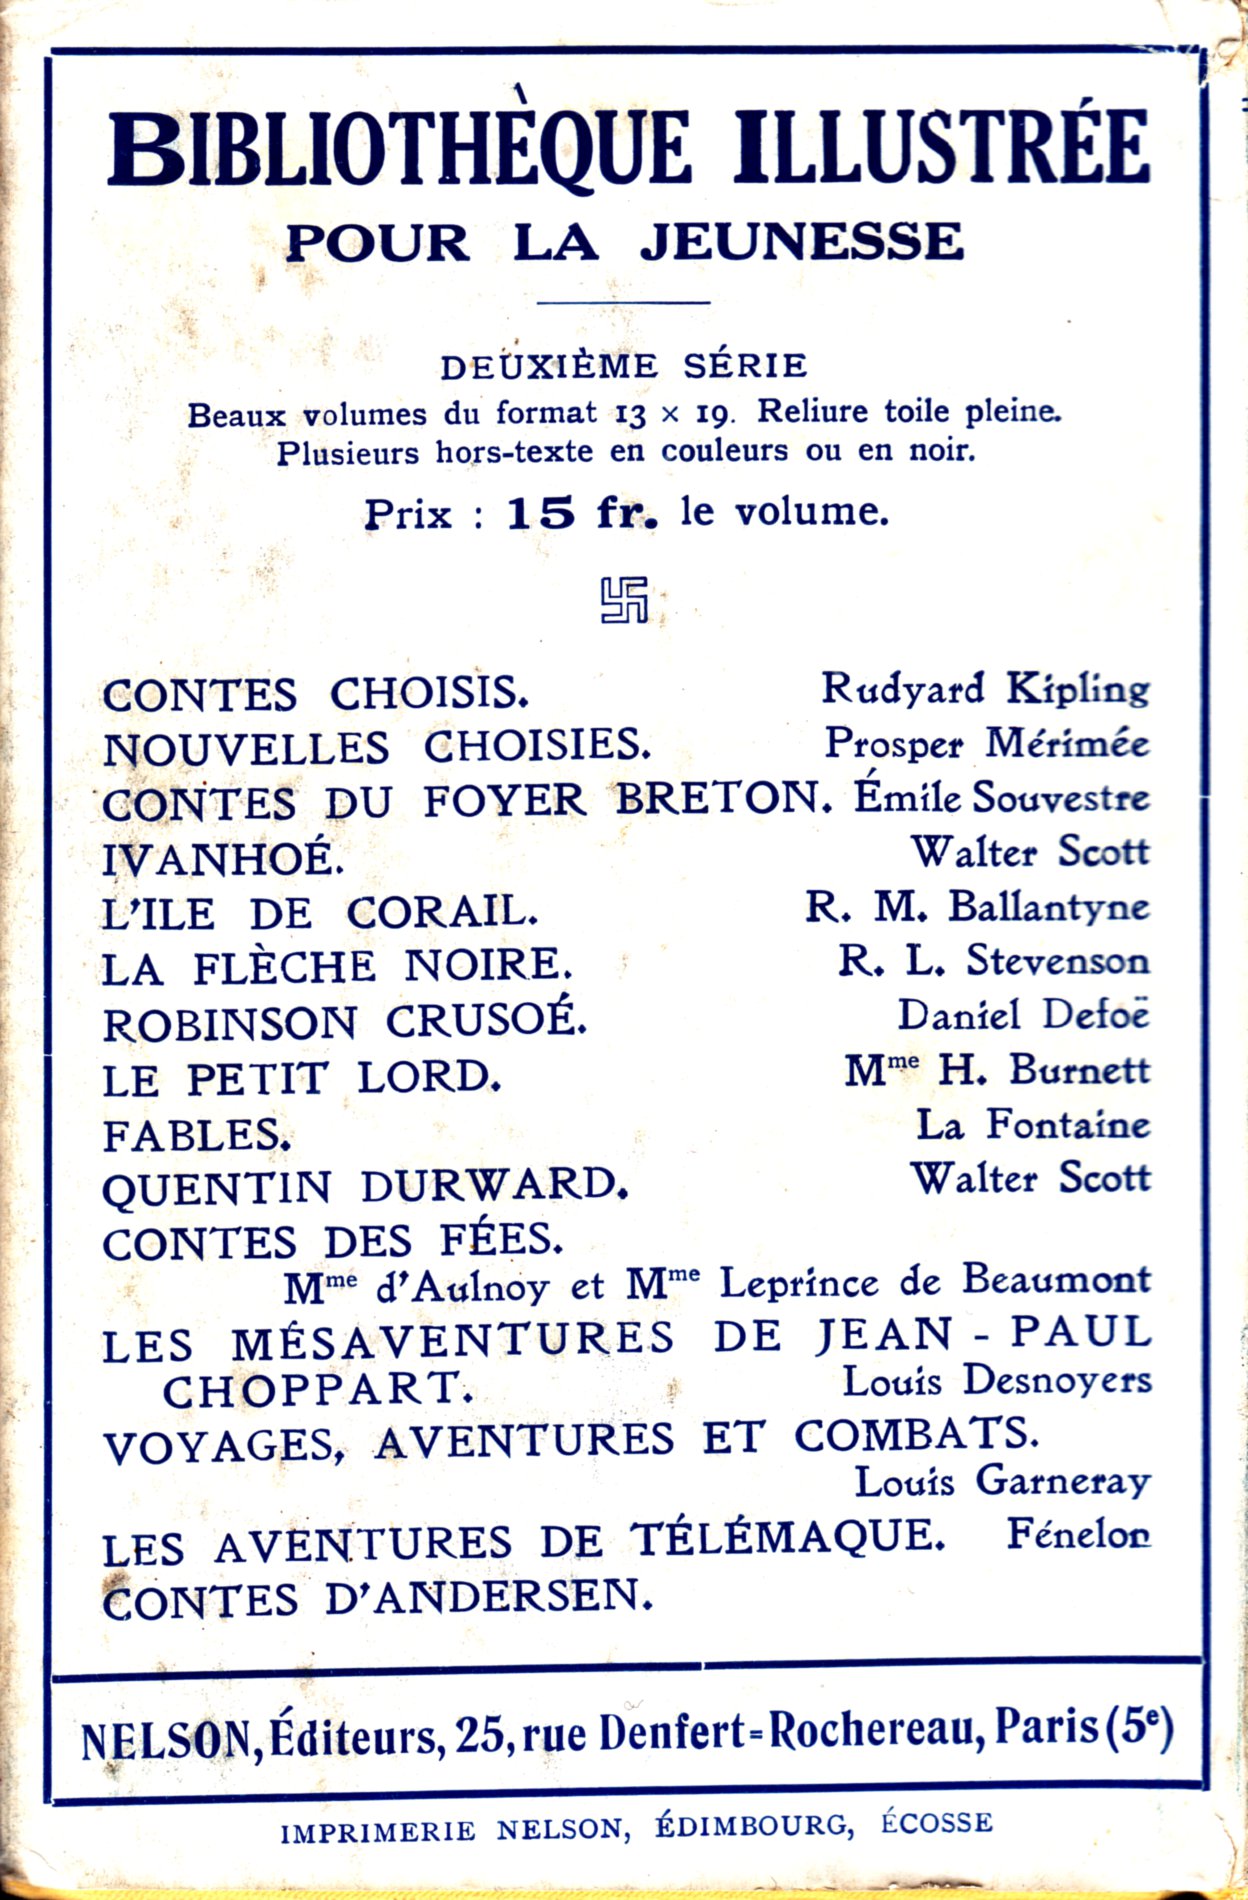 BIBLIOTHÈQUE ILLUSTRÉE
POUR LA JEUNESSE
DEUXIÈME SÉRIE
Beaux volumes du format 13 × 19. Reliure toile pleine.
Plusieurs hors-texte en couleurs ou en noir.
Prix : 15 fr. le volume.
CONTES CHOISIS. Rudyard Kipling
NOUVELLES CHOISIES. Prosper Mérimée
CONTES DU FOYER BRETON. Émile Souvestre
IVANHOÉ. Walter Scott
L'ILE DE CORAIL. R. M. Ballantyne
LA FLÈCHE NOIRE. R. L. Stevenson
ROBINSON CRUSOÉ. Daniel Defoë
LE PETIT LORD. Mme H. Burnett
FABLES. La Fontaine
QUENTIN DURWARD. Walter Scott
CONTES DES FÉES.
Mme d'Aulnoy et Mme Leprince de Beaumont
LES MÉSAVENTURES DE JEAN-PAUL
CHOPPART. Louis Desnoyers
VOYAGES, AVENTURES ET COMBATS.
Louis Garneray
LES AVENTURES DE TÉLÉMAQUE. Fénelon
CONTES D'ANDERSEN.
NELSON, Éditeurs, 25, rue Denfert-Rochereau, Paris (5e)
IMPRIMERIE NELSON, ÉDIMBOURG, ÉCOSSE